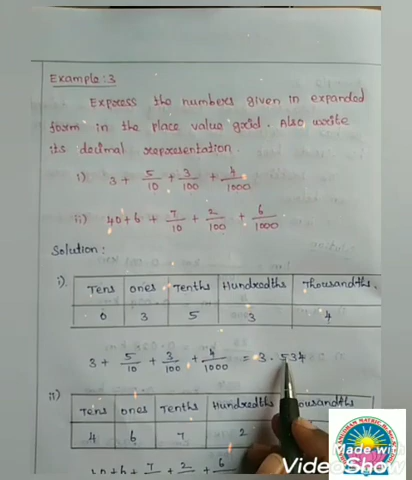 Example:3
Express the numbers given in expanded
form in the place value grid. Also write
its decimal representation.
i) 3 + 5/10 + 3/100 + 4/1000
ii) 40+6 + 7/10 + 2/100 + 6/1000
Solution:
i).
Tens ones Tenths Hundredths Thousandths.
0 3 5 3 4
3 + 5/10 + 3/100 + 4/1000 = 3.534
ii)
Tens ones Tenths Hundredths
4 6 7 2
Made with
VideoShow